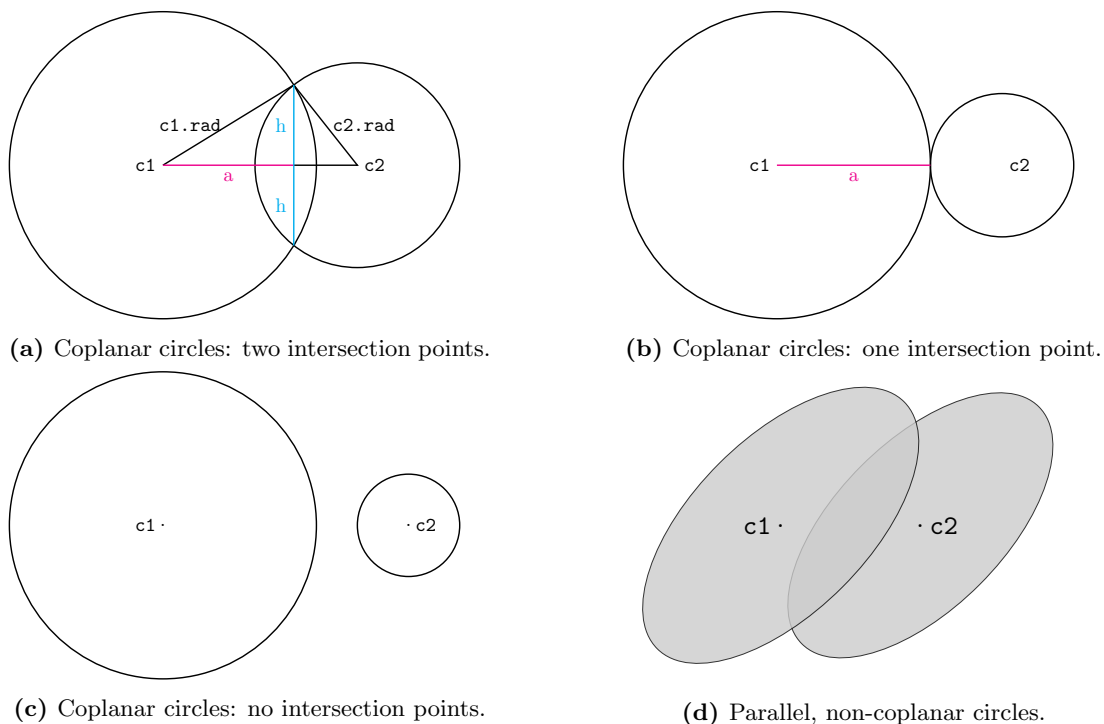 c1.rad
h
c2.rad
c1
a
c2
h
(a) Coplanar circles: two intersection points.
c1
a
c2
(b) Coplanar circles: one intersection point.
c1
c2
(c) Coplanar circles: no intersection points.
c1
c2
(d) Parallel, non-coplanar circles.